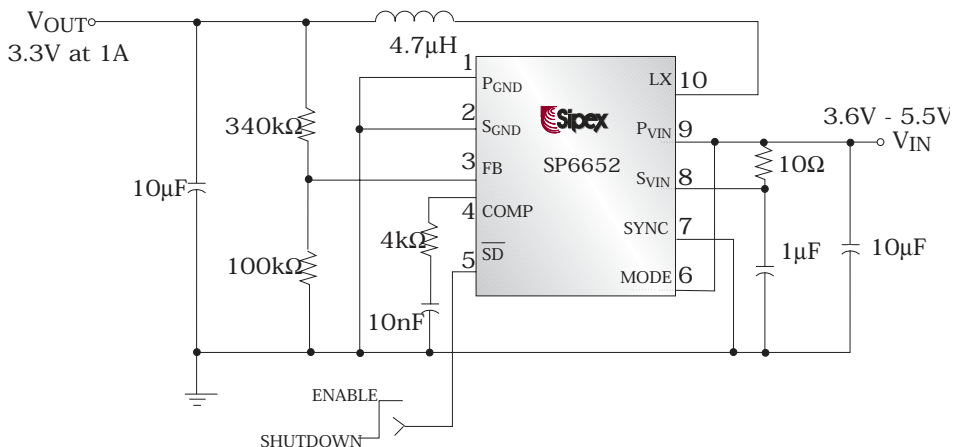 VOUT
3.3V at 1A
4.7µH
340kΩ
10µF
100kΩ
4kΩ
10nF
1
2
3
4
5
PGND
SGND
FB
COMP
SD
Sipex
SP6652
LX
PVIN
SVIN
SYNC
MODE
10
9
8
7
6
3.6V - 5.5V
VIN
10Ω
1µF
10µF
ENABLE
SHUTDOWN